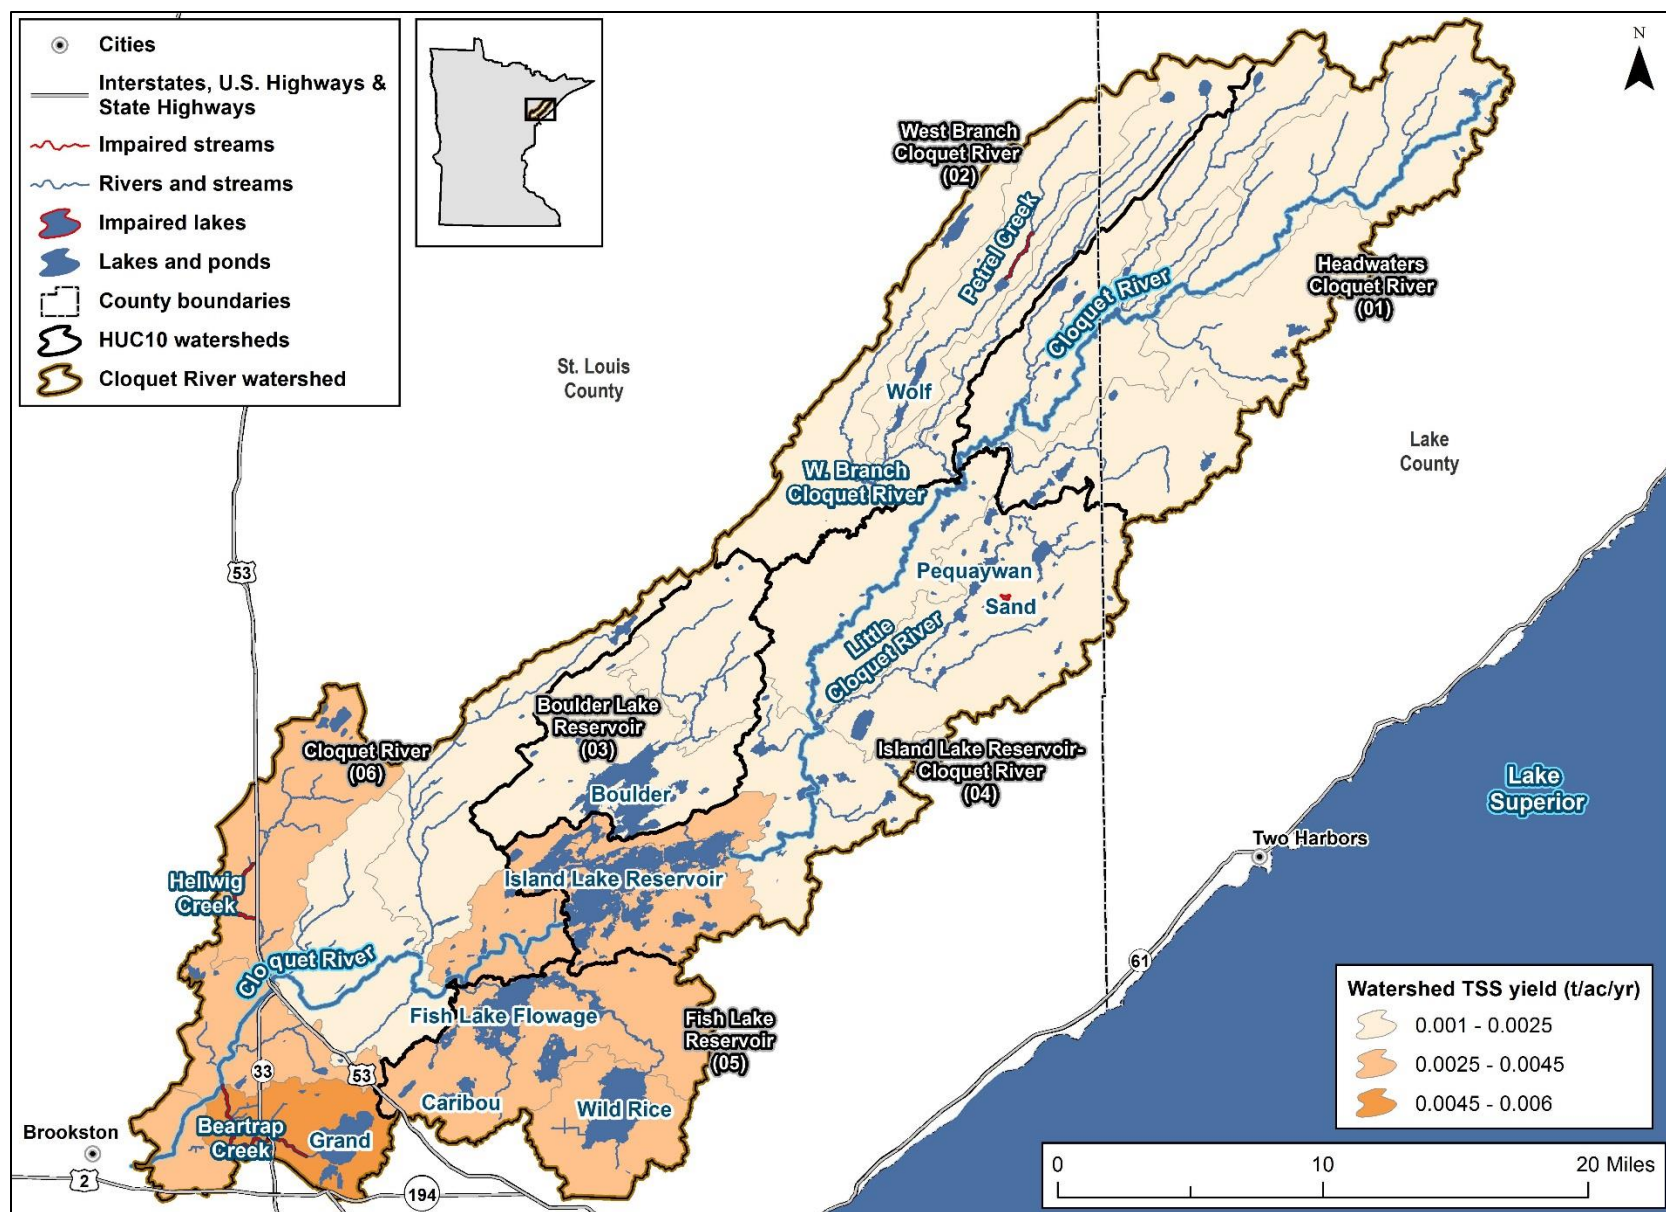 Cities
Interstates, U.S. Highways &
State Highways
Impaired streams
Rivers and streams
Impaired lakes
Lakes and ponds
County boundaries
HUC10 watersheds
Cloquet River watershed
N
West Branch
Cloquet River
(02)
Petrel Creek
Headwaters
Cloquet River
(01)
Cloquet River
St. Louis
County
Wolf
Lake
County
W. Branch
Cloquet River
53
Pequaywan
Sand
Little
Cloquet River
Boulder Lake
Reservoir
(03)
Cloquet River
(06)
Island Lake Reservoir-
Cloquet River
(04)
Boulder
Lake
Superior
Two Harbors
Island Lake Reservoir
Hellwig
Creek
Cloquet River
61
Fish Lake Flowage
Fish Lake
Reservoir
(05)
Watershed TSS yield (t/ac/yr)
0.001 - 0.0025
0.0025 - 0.0045
0.0045 - 0.006
33
53
Caribou
Wild Rice
Brookston
Beartrap
Creek
Grand
2
194
0 10 20 Miles